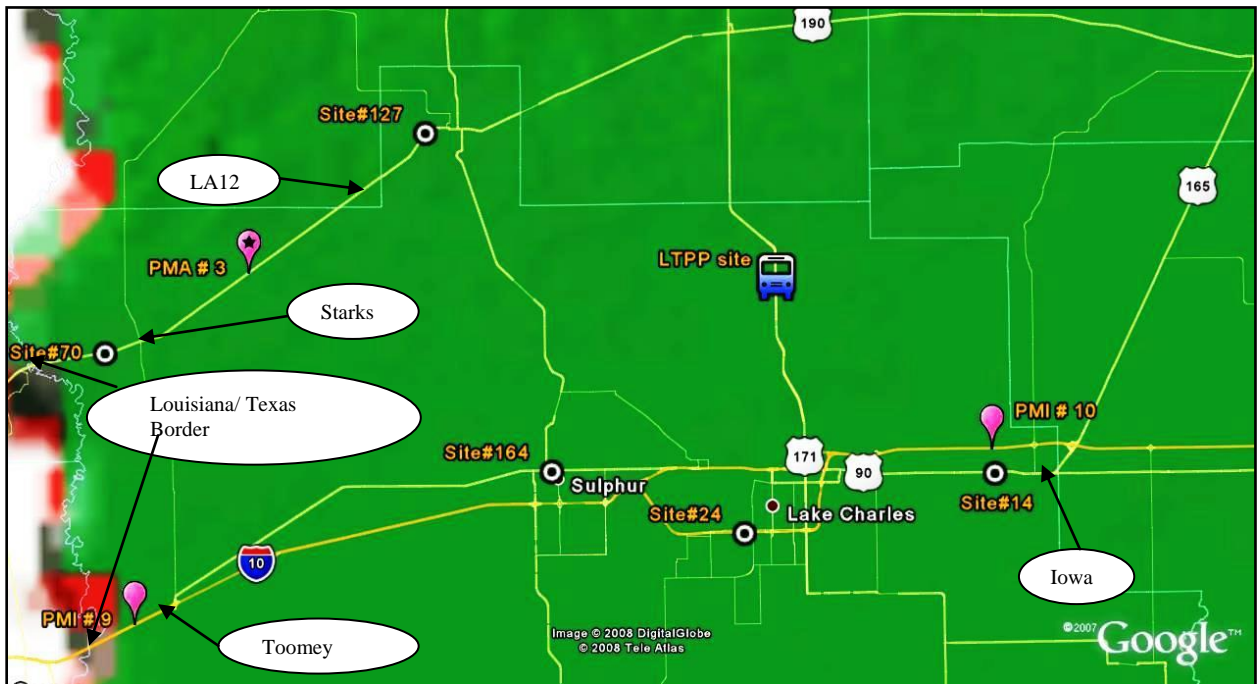 190
Site#127
LA12
165
PMA # 3
LTPP site
Starks
Site#70
Louisiana/ Texas
Border
PMI # 10
Site#164
171
90
Sulphur
Site#14
Site#24
Lake Charles
10
Iowa
PMI # 9
Toomey
Image © 2008 DigitalGlobe
© 2008 Tele Atlas
©2007 Google™